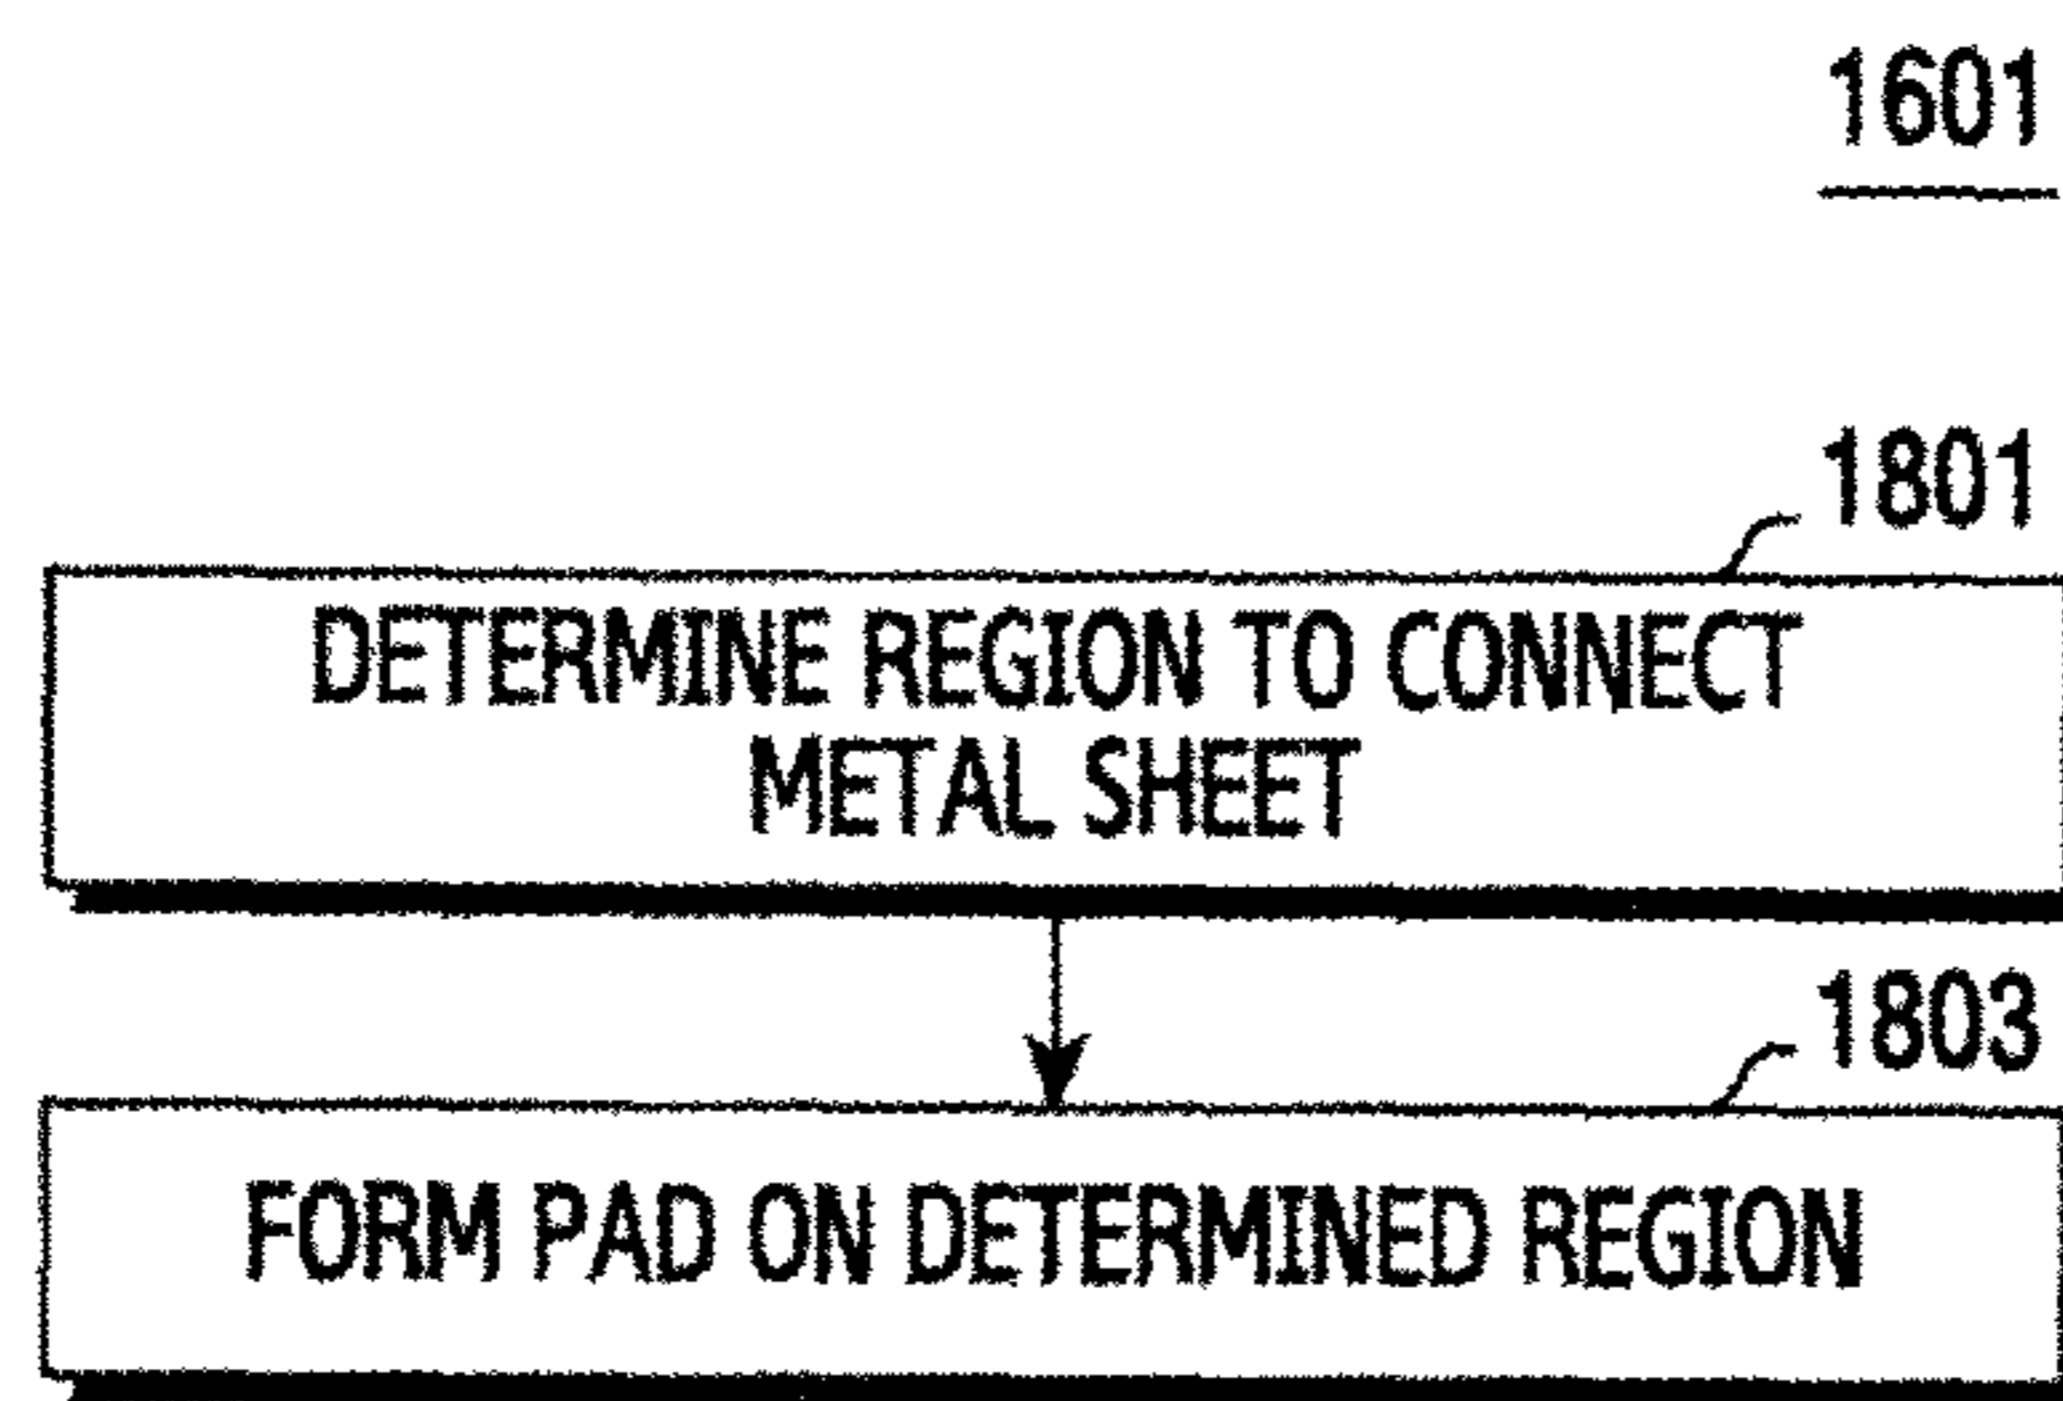 1601
1801
DETERMINE REGION TO CONNECT
METAL SHEET
1803
FORM PAD ON DETERMINED REGION